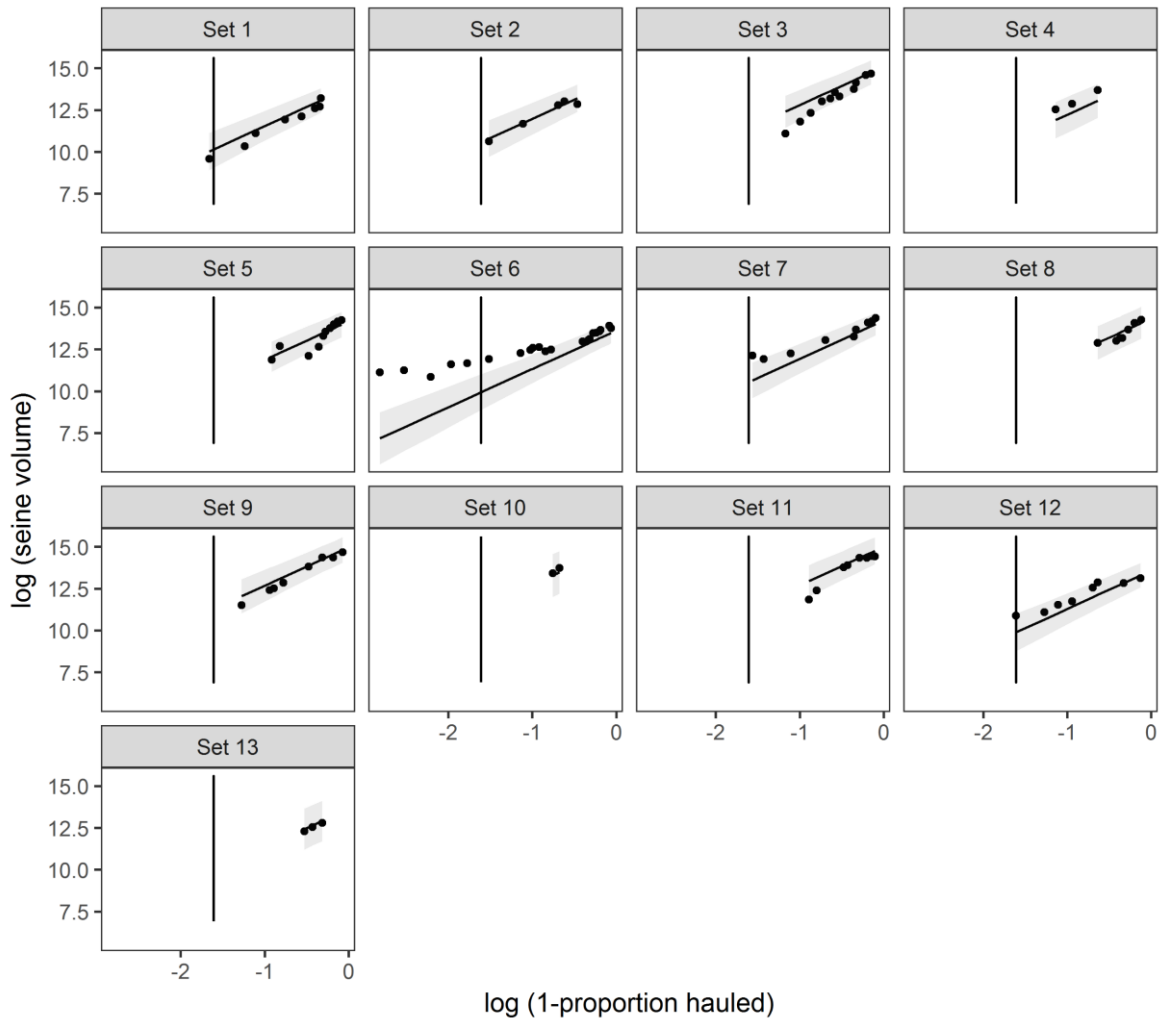 Set 1
Set 2
Set 3
Set 4
15.0
12.5
10.0
7.5
Set 5
Set 6
Set 7
Set 8
15.0
12.5
10.0
7.5
log (seine volume)
Set 9
Set 10
Set 11
Set 12
15.0
12.5
10.0
7.5
-2 -1 0
-2 -1 0
-2 -1 0
Set 13
15.0
12.5
10.0
7.5
-2 -1 0
log (1-proportion hauled)